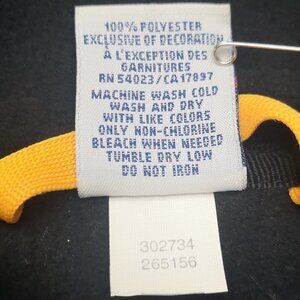 100% POLYESTER
EXCLUSIVE OF DECORATION
À L'EXCEPTION DES
GARNITURES
RN 54023/CA17897
MACHINE WASH COLD
WASH AND DRY
WITH LIKE COLORS
ONLY NON-CHLORINE
BLEACH WHEN NEEDED
TUMBLE DRY LOW
DO NOT IRON
302734
265156